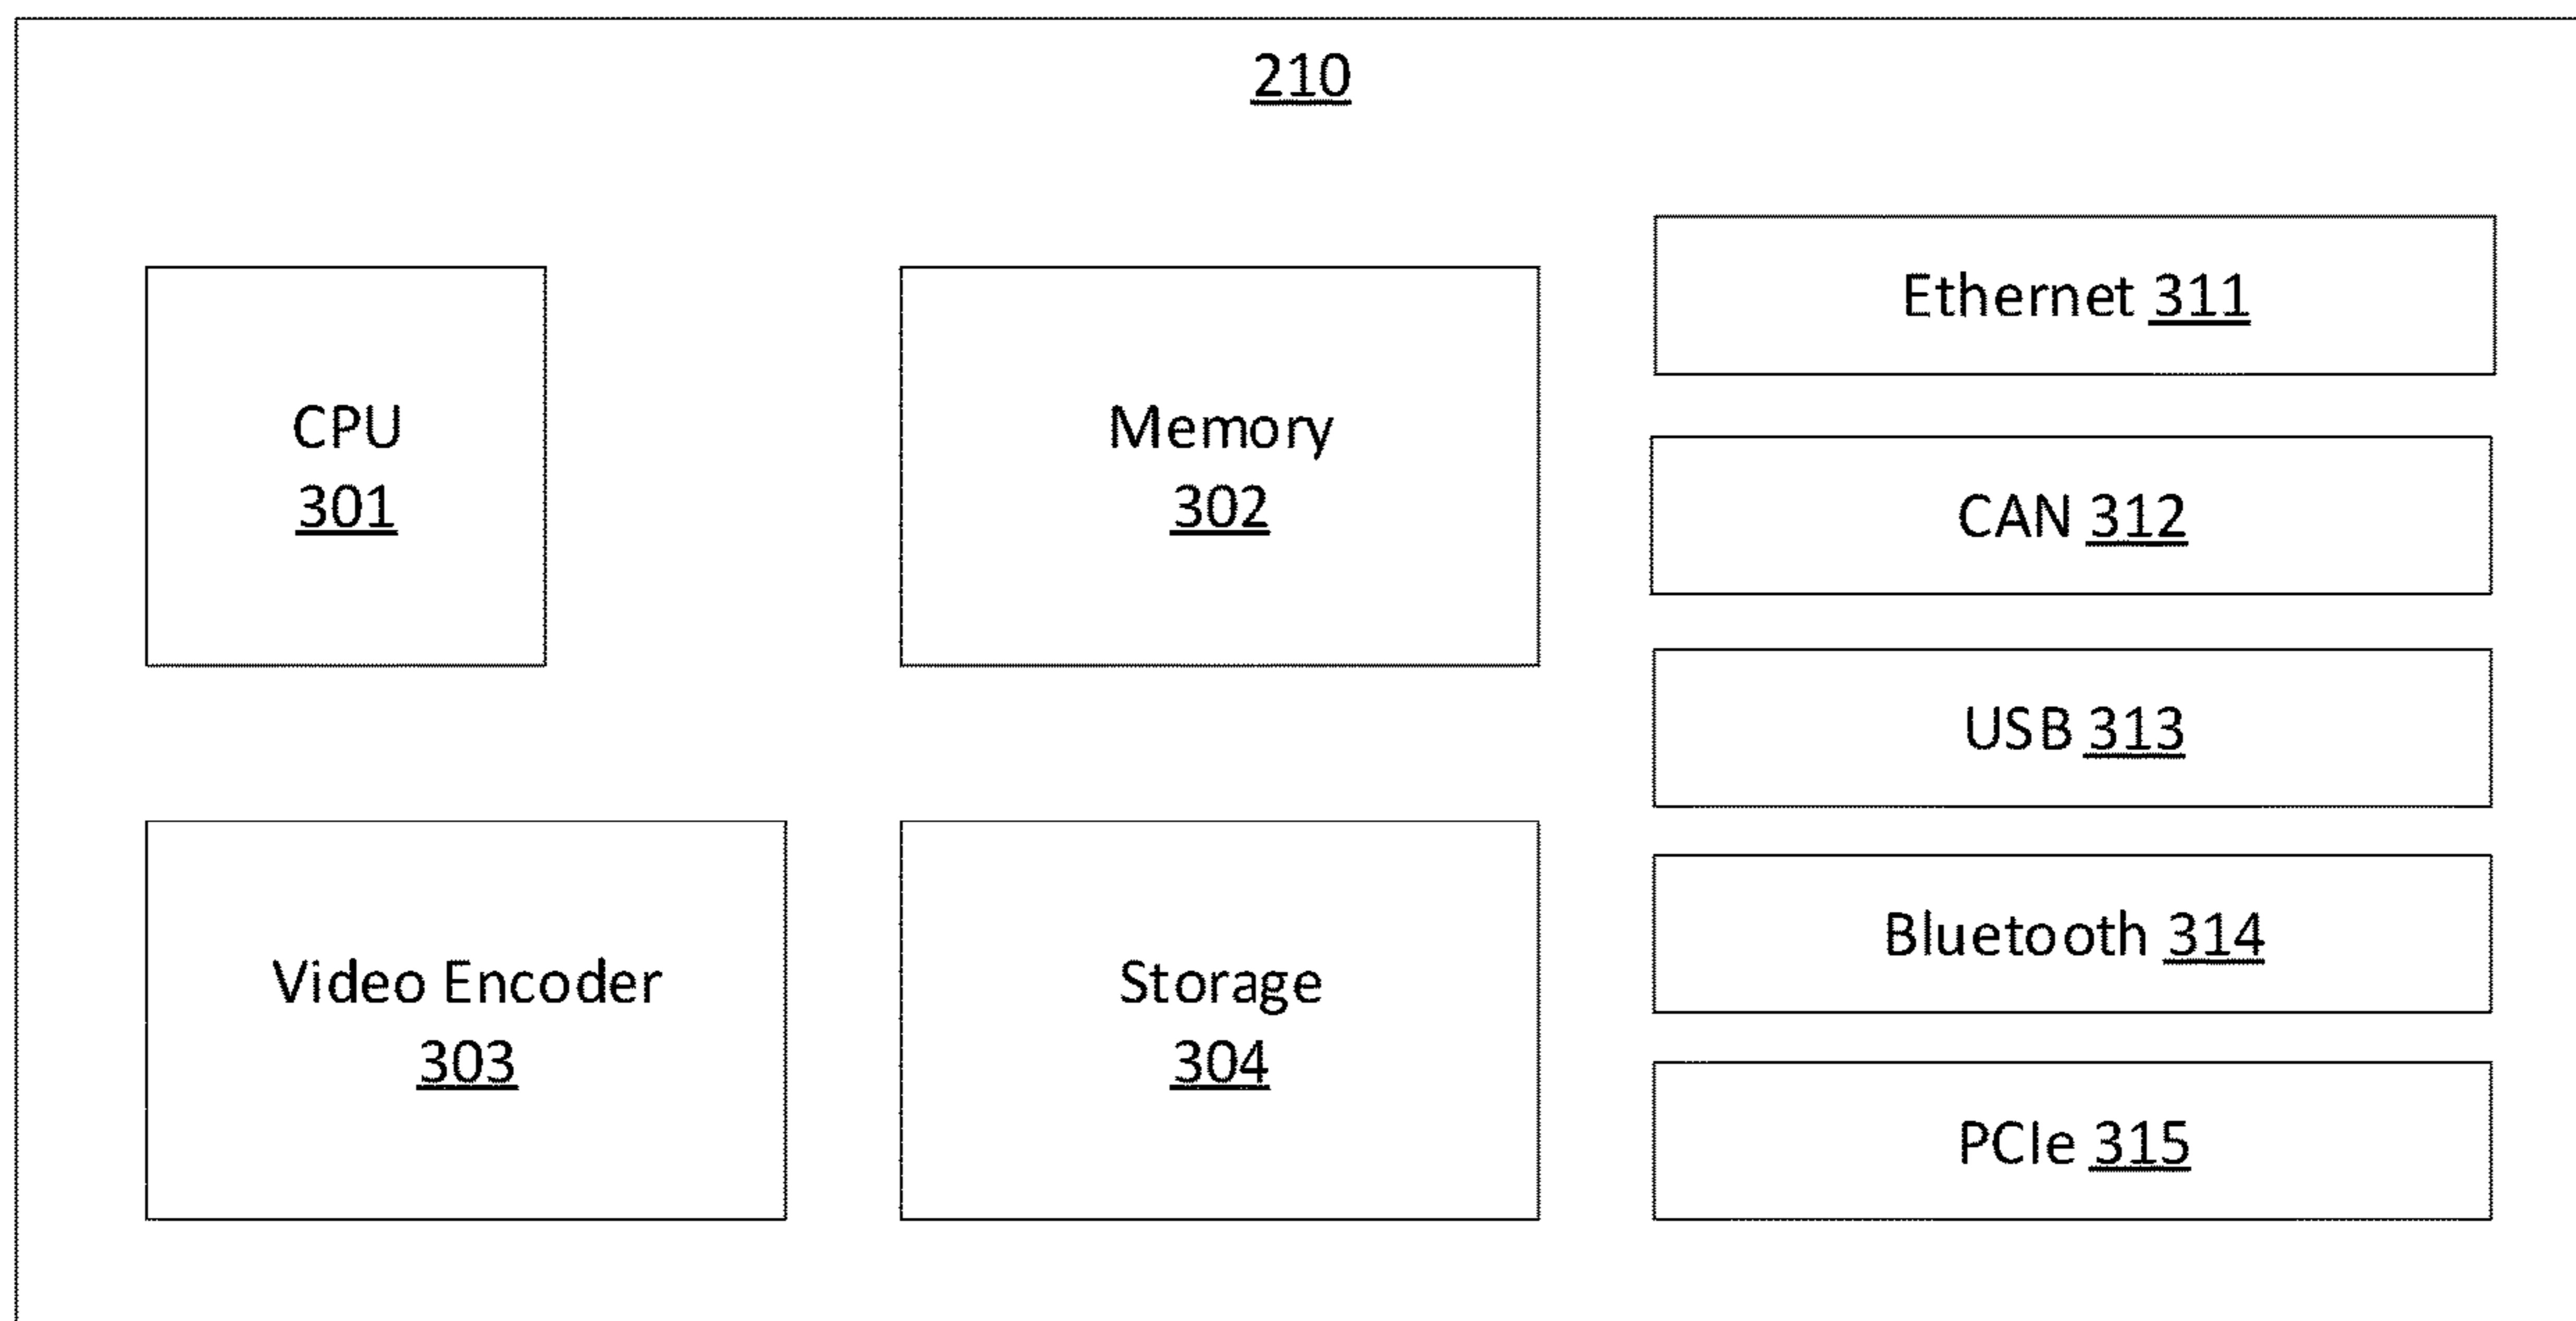 210
CPU
301
Memory
302
Video Encoder
303
Storage
304
Ethernet 311
CAN 312
USB 313
Bluetooth 314
PCIe 315